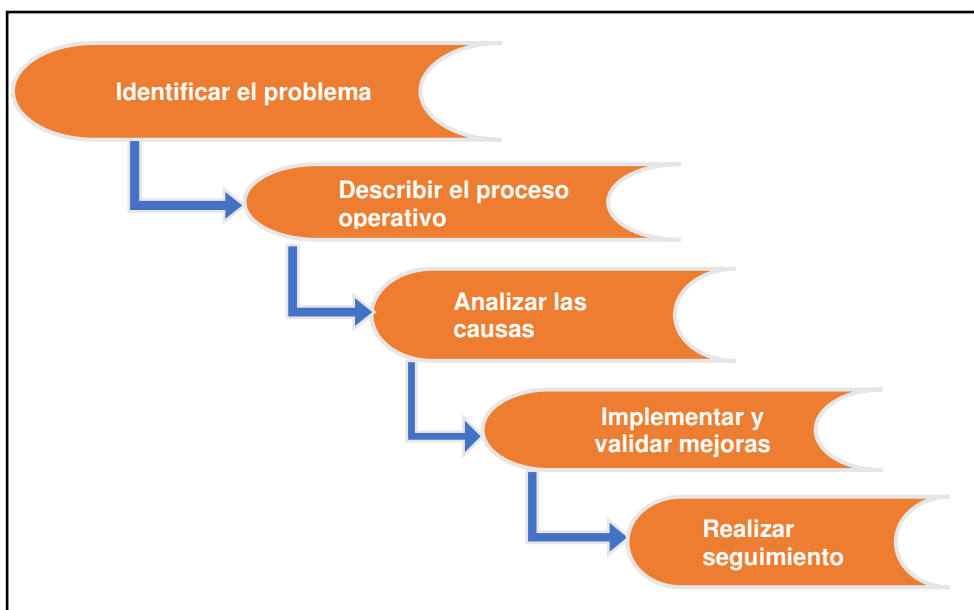 Identificar el problema
Describir el proceso
operativo
Analizar las
causas
Implementar y
validar mejoras
Realizar
seguimiento